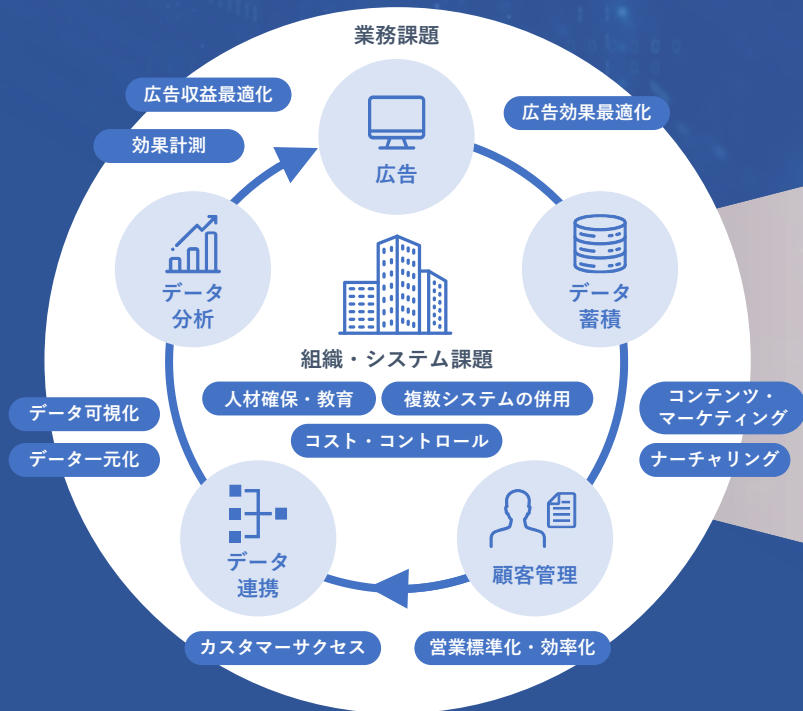 業務課題
広告収益最適化
効果計測
広告
広告効果最適化
データ
蓄積
コンテンツ・
マーケティング
ナーチャリング
顧客管理
営業標準化・効率化
カスタマーサクセス
データ
連携
データ可視化
データ一元化
データ
分析
組織・システム課題
人材確保・教育
複数システムの併用
コスト・コントロール